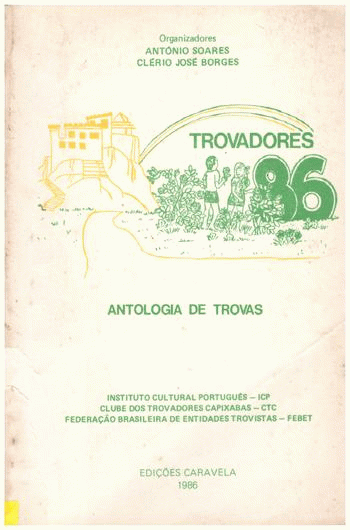 Organizadores
ANTÓNIO SOARES
CLÉRIO JOSÉ BORGES
TROVADORES
86
ANTOLOGIA DE TROVAS
INSTITUTO CULTURAL PORTUGUÊS — ICP
CLUBE DOS TROVADORES CAPIXABAS — CTC
FEDERAÇÃO BRASILEIRA DE ENTIDADES TROVISTAS — FEBET
EDIÇÕES CARAVELA
1986